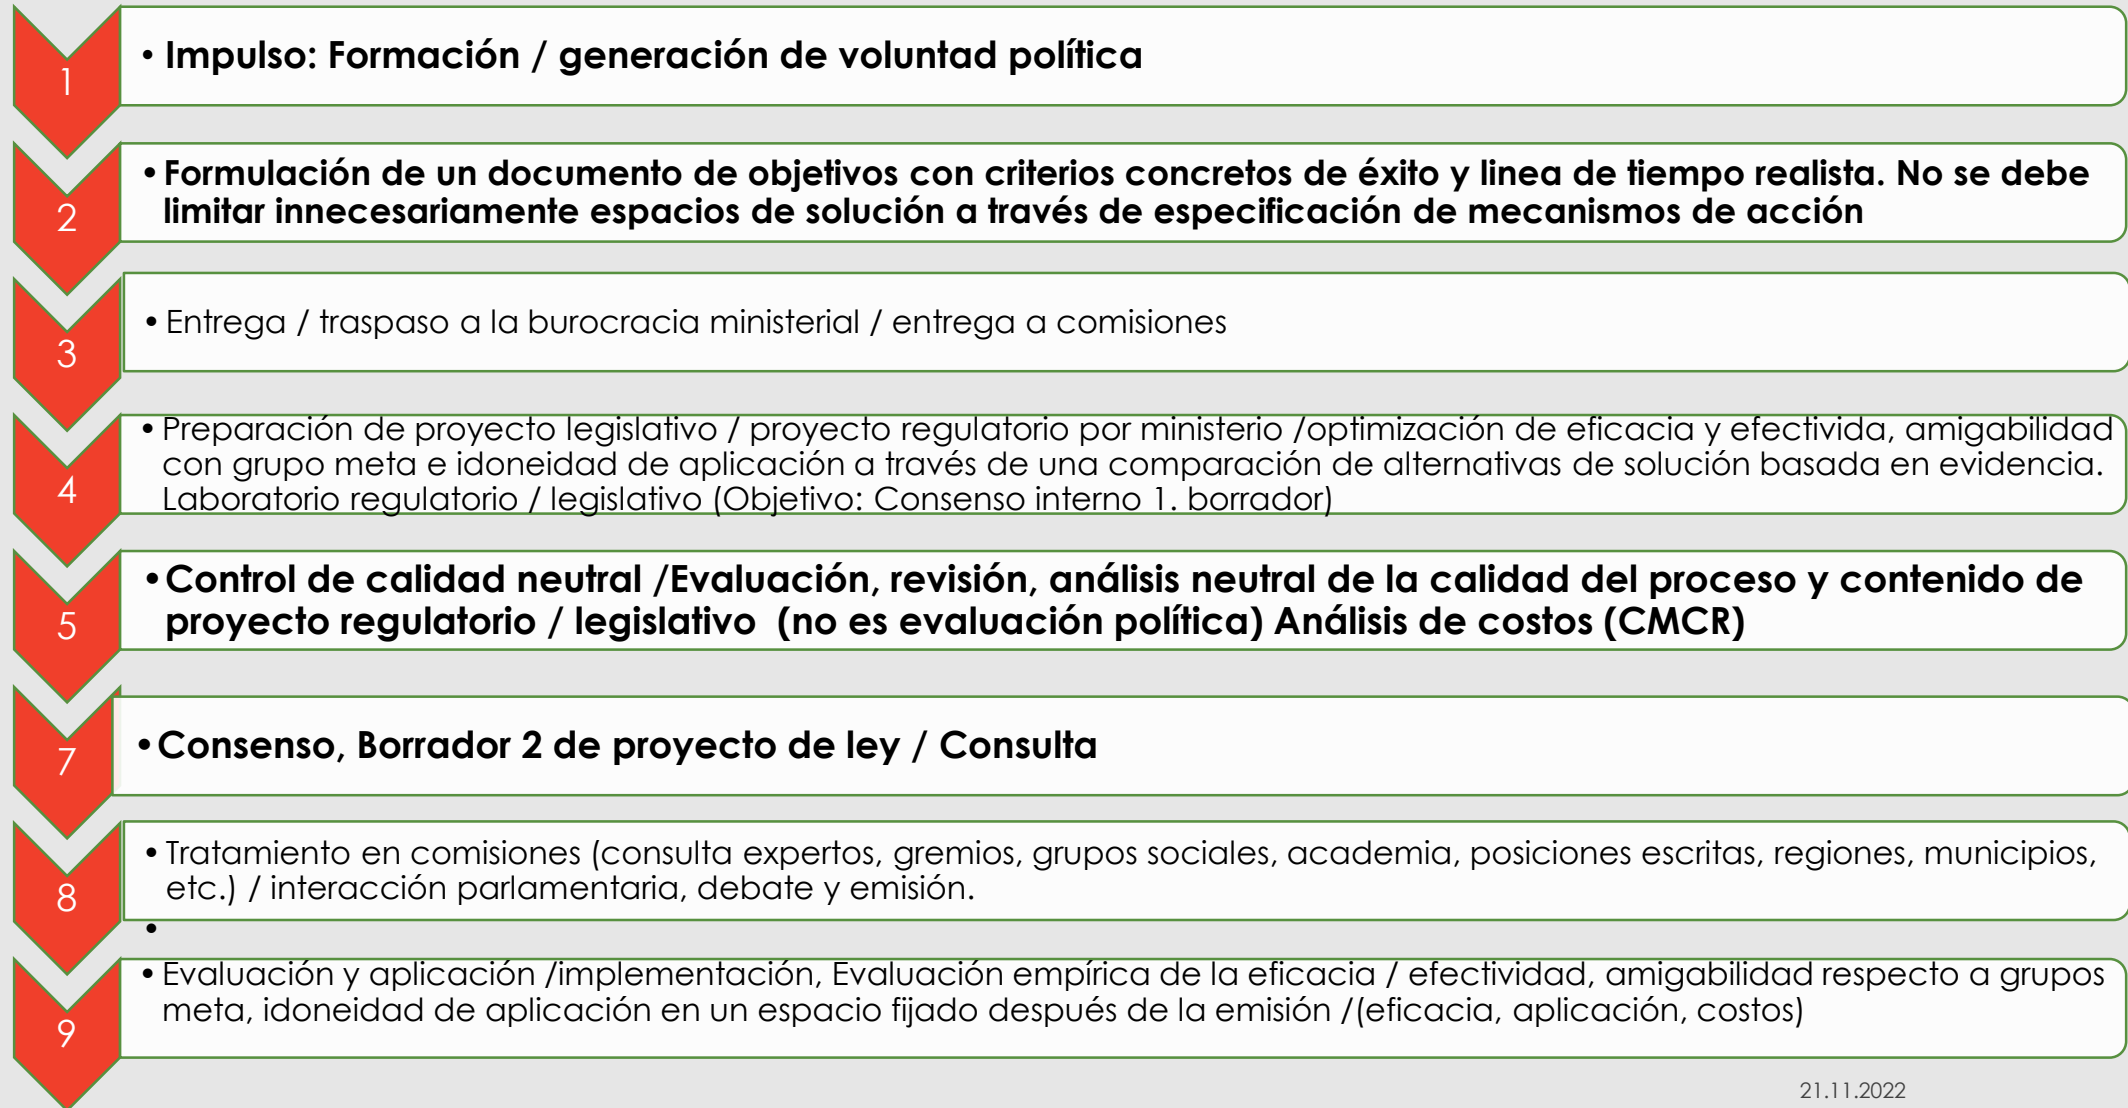 1
• Impulso: Formación / generación de voluntad política
2
• Formulación de un documento de objetivos con criterios concretos de éxito y linea de tiempo realista. No se debe
limitar innecesariamente espacios de solución a través de especificación de mecanismos de acción
3
• Entrega / traspaso a la burocracia ministerial / entrega a comisiones
4
• Preparación de proyecto legislativo / proyecto regulatorio por ministerio /optimización de eficacia y efectivida, amigabilidad
con grupo meta e idoneidad de aplicación a través de una comparación de alternativas de solución basada en evidencia.
Laboratorio regulatorio / legislativo (Objetivo: Consenso interno 1. borrador)
5
• Control de calidad neutral /Evaluación, revisión, análisis neutral de la calidad del proceso y contenido de
proyecto regulatorio / legislativo (no es evaluación política) Análisis de costos (CMCR)
7
• Consenso, Borrador 2 de proyecto de ley / Consulta
8
• Tratamiento en comisiones (consulta expertos, gremios, grupos sociales, academia, posiciones escritas, regiones, municipios,
etc.) / interacción parlamentaria, debate y emisión.
•
9
• Evaluación y aplicación /implementación, Evaluación empírica de la eficacia / efectividad, amigabilidad respecto a grupos
meta, idoneidad de aplicación en un espacio fijado después de la emisión /(eficacia, aplicación, costos)
21.11.2022